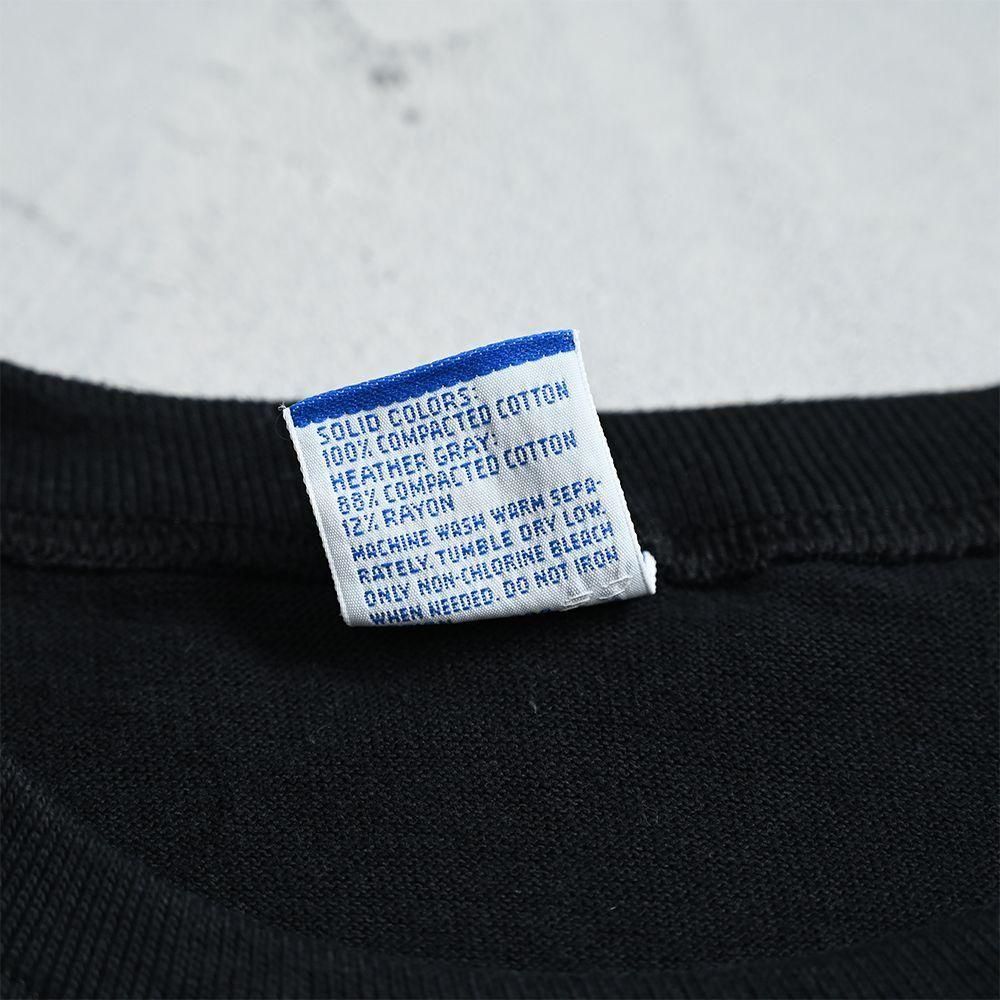 SOLID COLORS:
100% COMPACTED COTTON
HEATHER GRAY:
88% COMPACTED COTTON
12% RAYON
MACHINE WASH WARM SEPA-
RATELY. TUMBLE DRY LOW.
ONLY NON-CHLORINE BLEACH
WHEN NEEDED. DO NOT IRON